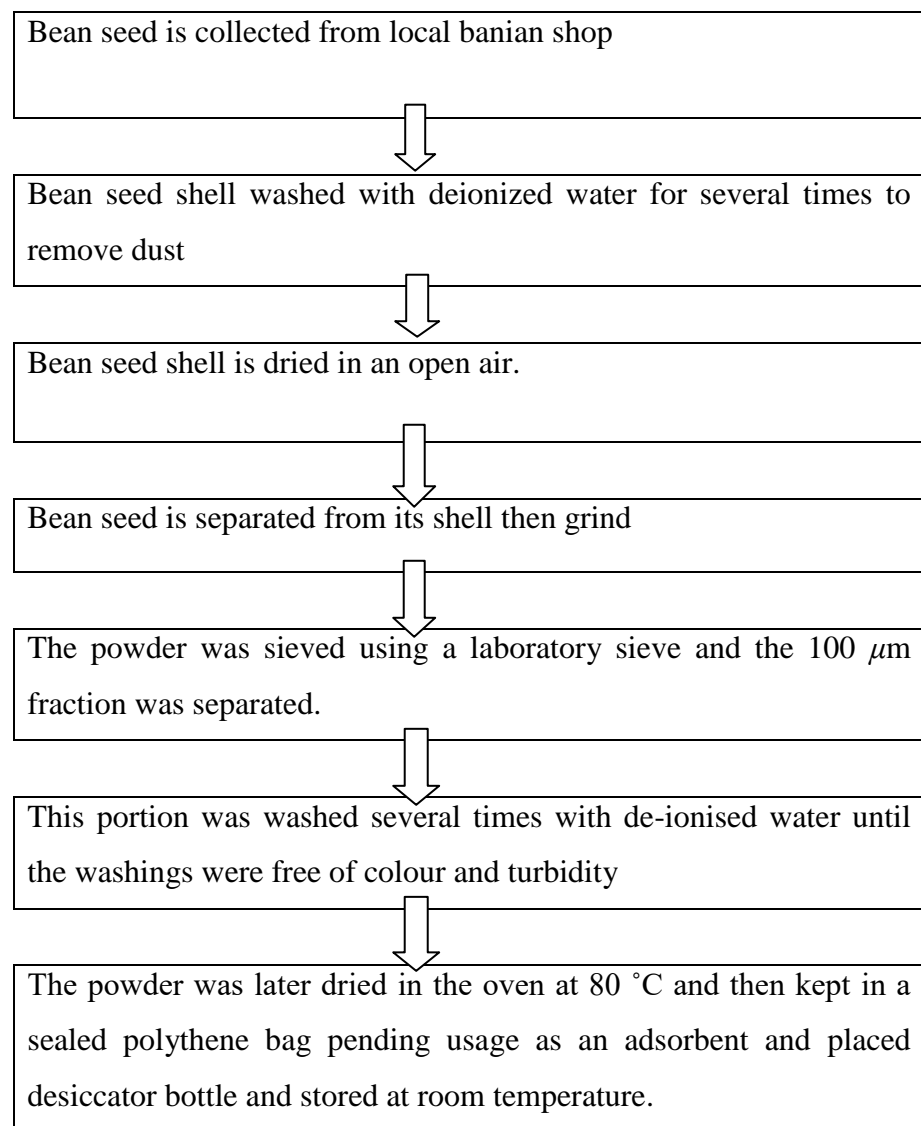 Bean seed is collected from local banian shop
Bean seed shell washed with deionized water for several times to
remove dust
Bean seed shell is dried in an open air.
Bean seed is separated from its shell then grind
The powder was sieved using a laboratory sieve and the 100 μm
fraction was separated.
This portion was washed several times with de-ionised water until
the washings were free of colour and turbidity
The powder was later dried in the oven at 80 ˚C and then kept in a
sealed polythene bag pending usage as an adsorbent and placed
desiccator bottle and stored at room temperature.